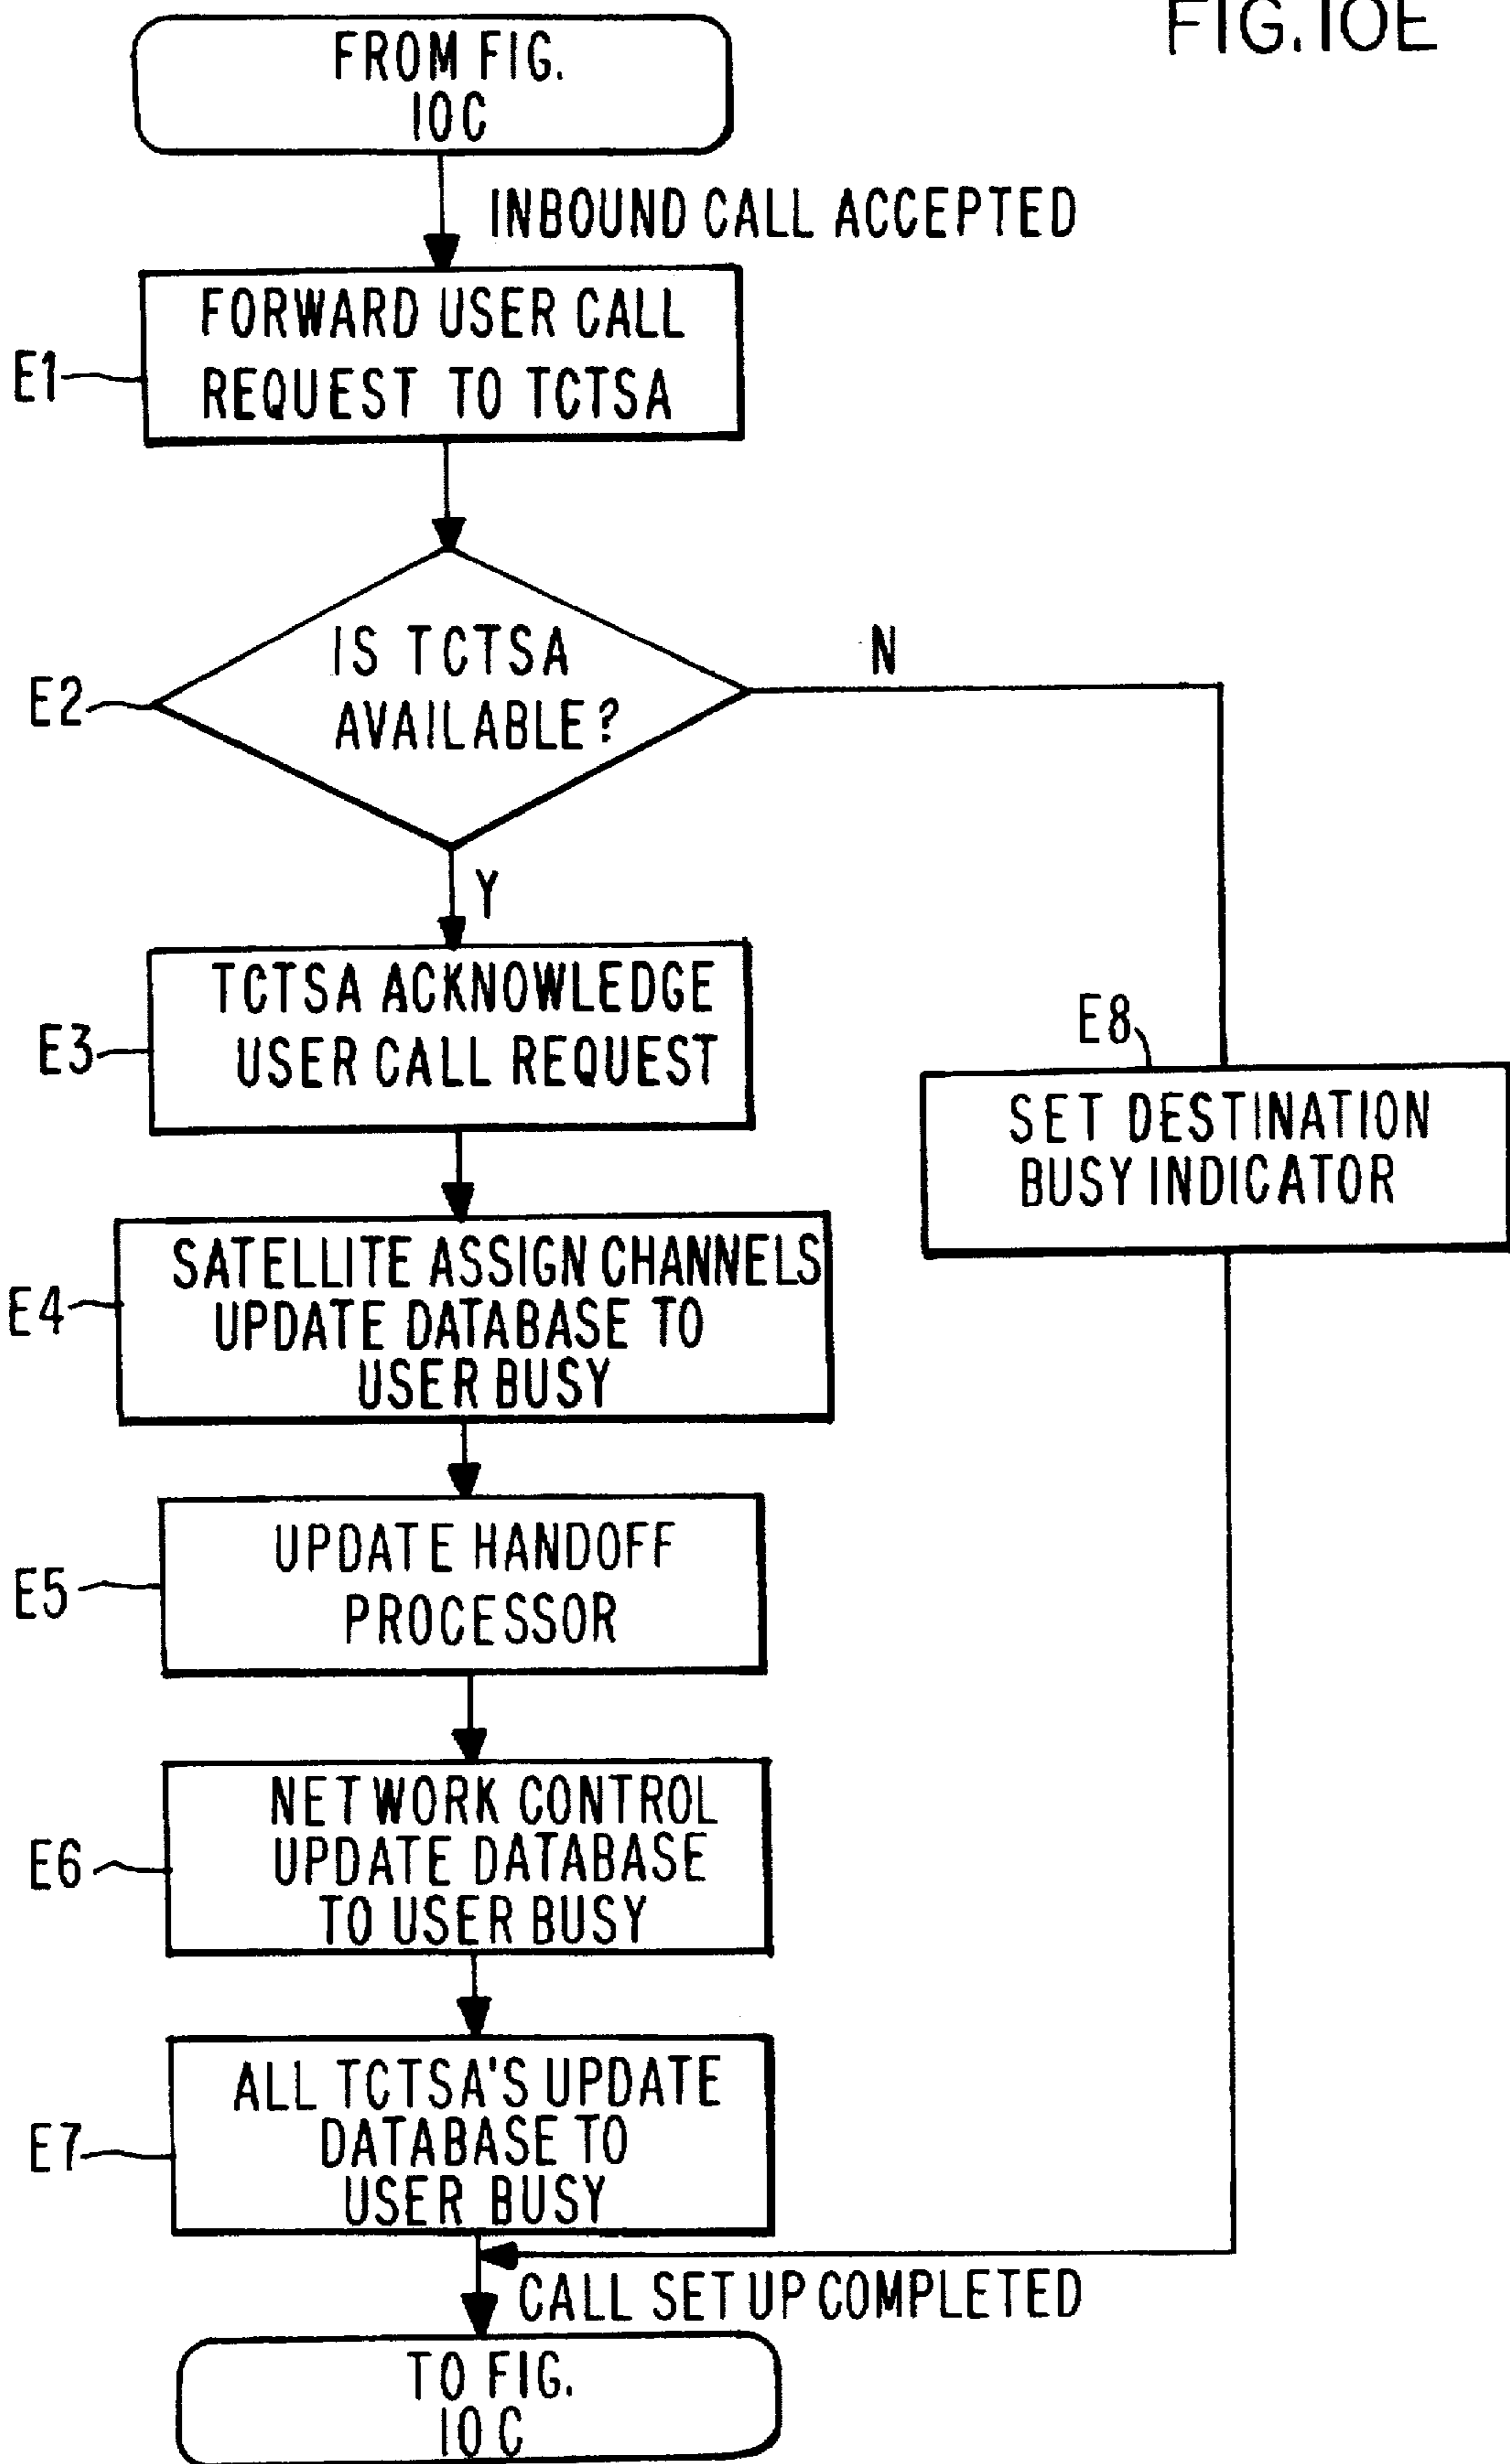 FIG. 10E
FROM FIG.
10C
INBOUND CALL ACCEPTED
FORWARD USER CALL
REQUEST TO TCTSA
E1
IS TCTSA
AVAILABLE?
E2
N
Y
TCTSA ACKNOWLEDGE
USER CALL REQUEST
E3
E8
SET DESTINATION
BUSY INDICATOR
SATELLITE ASSIGN CHANNELS
UPDATE DATABASE TO
USER BUSY
E4
UPDATE HANDOFF
PROCESSOR
E5
NETWORK CONTROL
UPDATE DATABASE
TO USER BUSY
E6
ALL TCTSA'S UPDATE
DATABASE TO
USER BUSY
E7
CALL SET UP COMPLETED
TO FIG.
10C